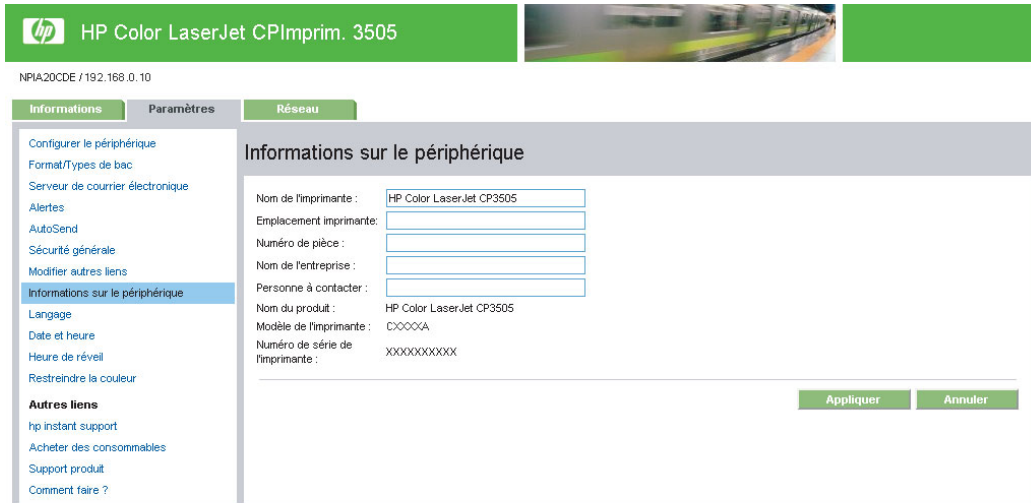 hp HP Color LaserJet CPImprim. 3505
NPIA20CDE / 192.168.0.10
Informations Paramètres Réseau
Configurer le périphérique
Format/Types de bac
Serveur de courrier électronique
Alertes
AutoSend
Sécurité générale
Modifier autres liens
Informations sur le périphérique
Langage
Date et heure
Heure de réveil
Restreindre la couleur
Autres liens
hp instant support
Acheter des consommables
Support produit
Comment faire ?
Informations sur le périphérique
Nom de l'imprimante : HP Color LaserJet CP3505
Emplacement imprimante:
Numéro de pièce :
Nom de l'entreprise :
Personne à contacter :
Nom du produit : HP Color LaserJet CP3505
Modèle de l'imprimante : CXXXXA
Numéro de série de
l'imprimante : XXXXXXXXXX
Appliquer Annuler